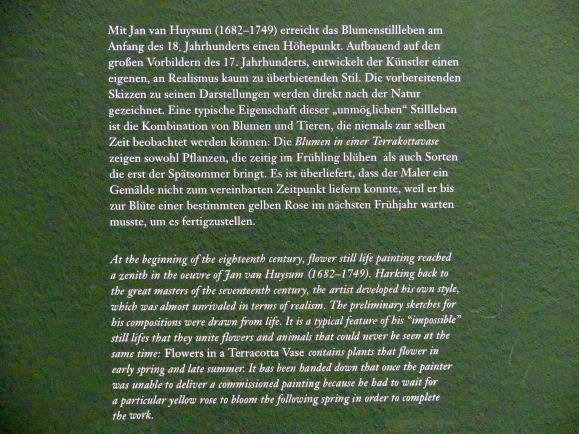 Mit Jan van Huysum (1682–1749) erreicht das Blumenstillleben am
Anfang des 18. Jahrhunderts einen Höhepunkt. Aufbauend auf den
großen Vorbildern des 17. Jahrhunderts, entwickelt der Künstler einen
eigenen, an Realismus kaum zu überbietenden Stil. Die vorbereitenden
Skizzen zu seinen Darstellungen werden direkt nach der Natur
gezeichnet. Eine typische Eigenschaft dieser „unmöglichen“ Stillleben
ist die Kombination von Blumen und Tieren, die niemals zur selben
Zeit beobachtet werden können: Die Blumen in einer Terrakottavase
zeigen sowohl Pflanzen, die zeitig im Frühling blühen als auch Sorten
die erst der Spätsommer bringt. Es ist überliefert, dass der Maler ein
Gemälde nicht zum vereinbarten Zeitpunkt liefern konnte, weil er bis
zur Blüte einer bestimmten gelben Rose im nächsten Frühjahr warten
musste, um es fertigzustellen.

At the beginning of the eighteenth century, flower still life painting reached
a zenith in the oeuvre of Jan van Huysum (1682–1749). Harking back to
the great masters of the seventeenth century, the artist developed his own style,
which was almost unrivaled in terms of realism. The preliminary sketches for
his compositions were drawn from life. It is a typical feature of his “impossible”
still lifes that they unite flowers and animals that could never be seen at the
same time: Flowers in a Terracotta Vase contains plants that flower in
early spring and late summer. It has been handed down that once the painter
was unable to deliver a commissioned painting because he had to wait for
a particular yellow rose to bloom the following spring in order to complete
the work.